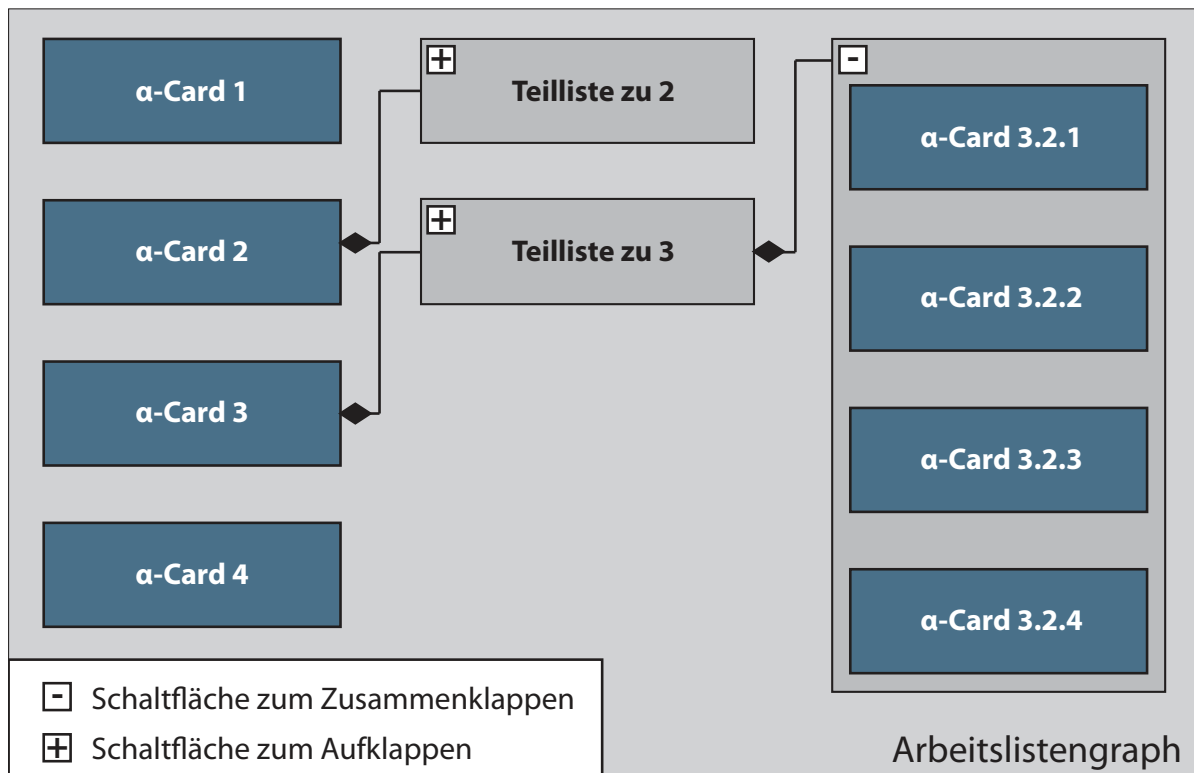 α-Card 1
α-Card 2
α-Card 3
α-Card 4
+
Teilliste zu 2
+
Teilliste zu 3
-
α-Card 3.2.1
α-Card 3.2.2
α-Card 3.2.3
α-Card 3.2.4
- Schaltfläche zum Zusammenklappen
+ Schaltfläche zum Aufklappen
Arbeitslistengraph